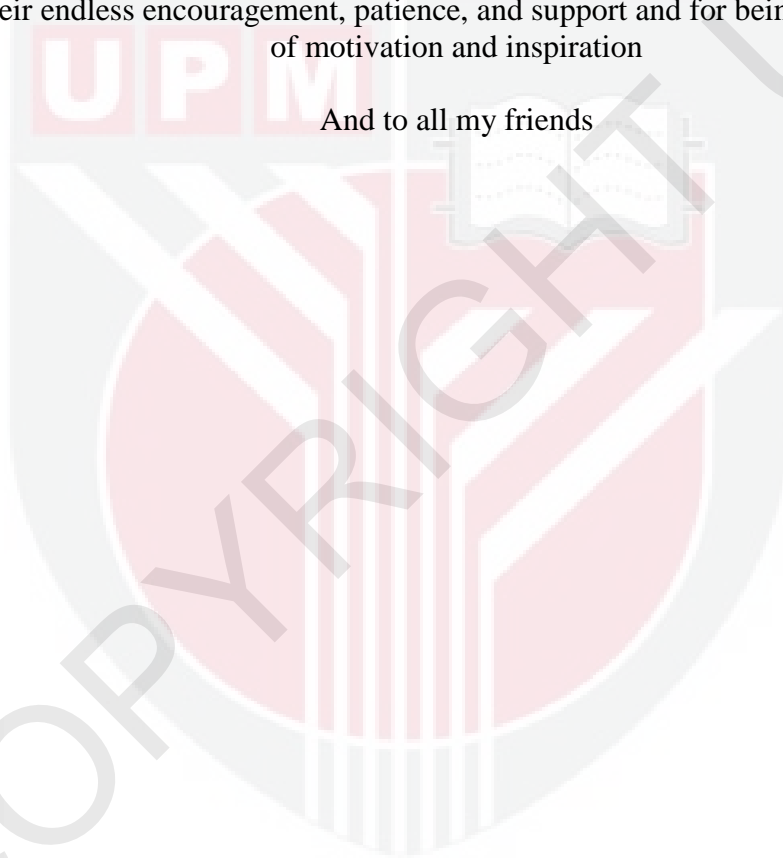 eir endless encouragement, patience, and support and for bein
of motivation and inspiration
UPM
And to all my friends
OPYRIGHT U